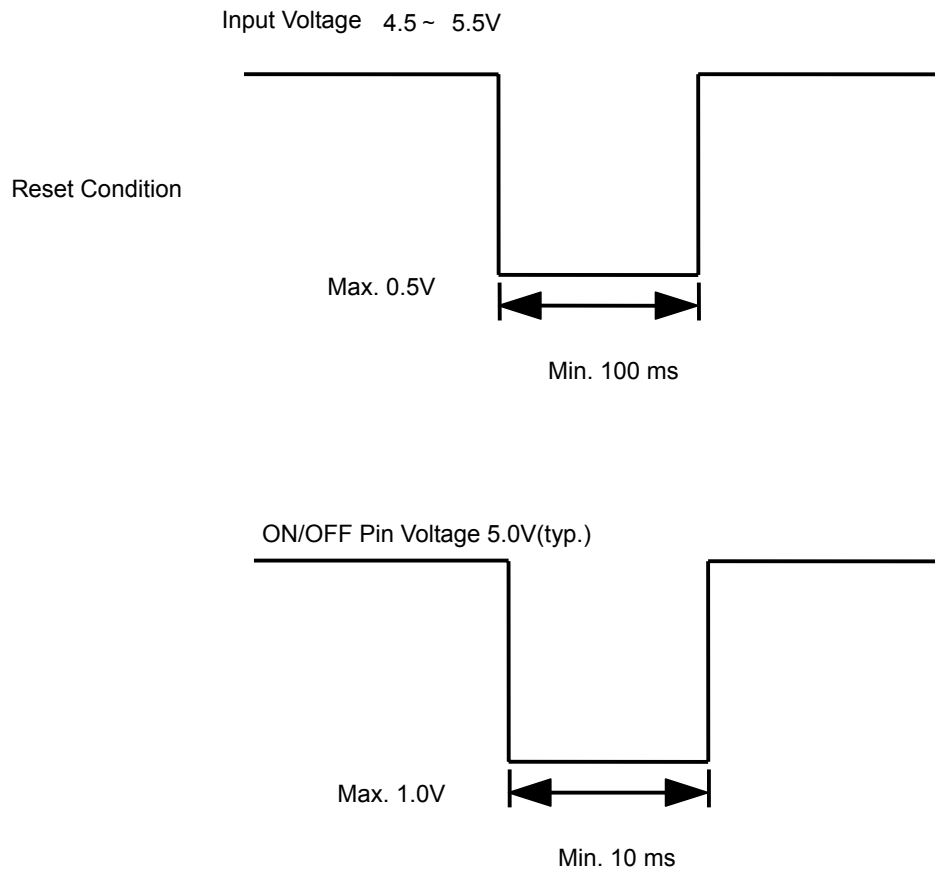 Input Voltage 4.5 ~ 5.5V
Reset Condition
Max. 0.5V
Min. 100 ms
ON/OFF Pin Voltage 5.0V(typ.)
Max. 1.0V
Min. 10 ms